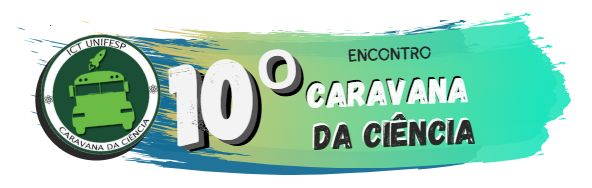 ICT UNIFESP
CARAVANA DA CIÊNCIA
10º
ENCONTRO
CARAVANA
DA CIÊNCIA